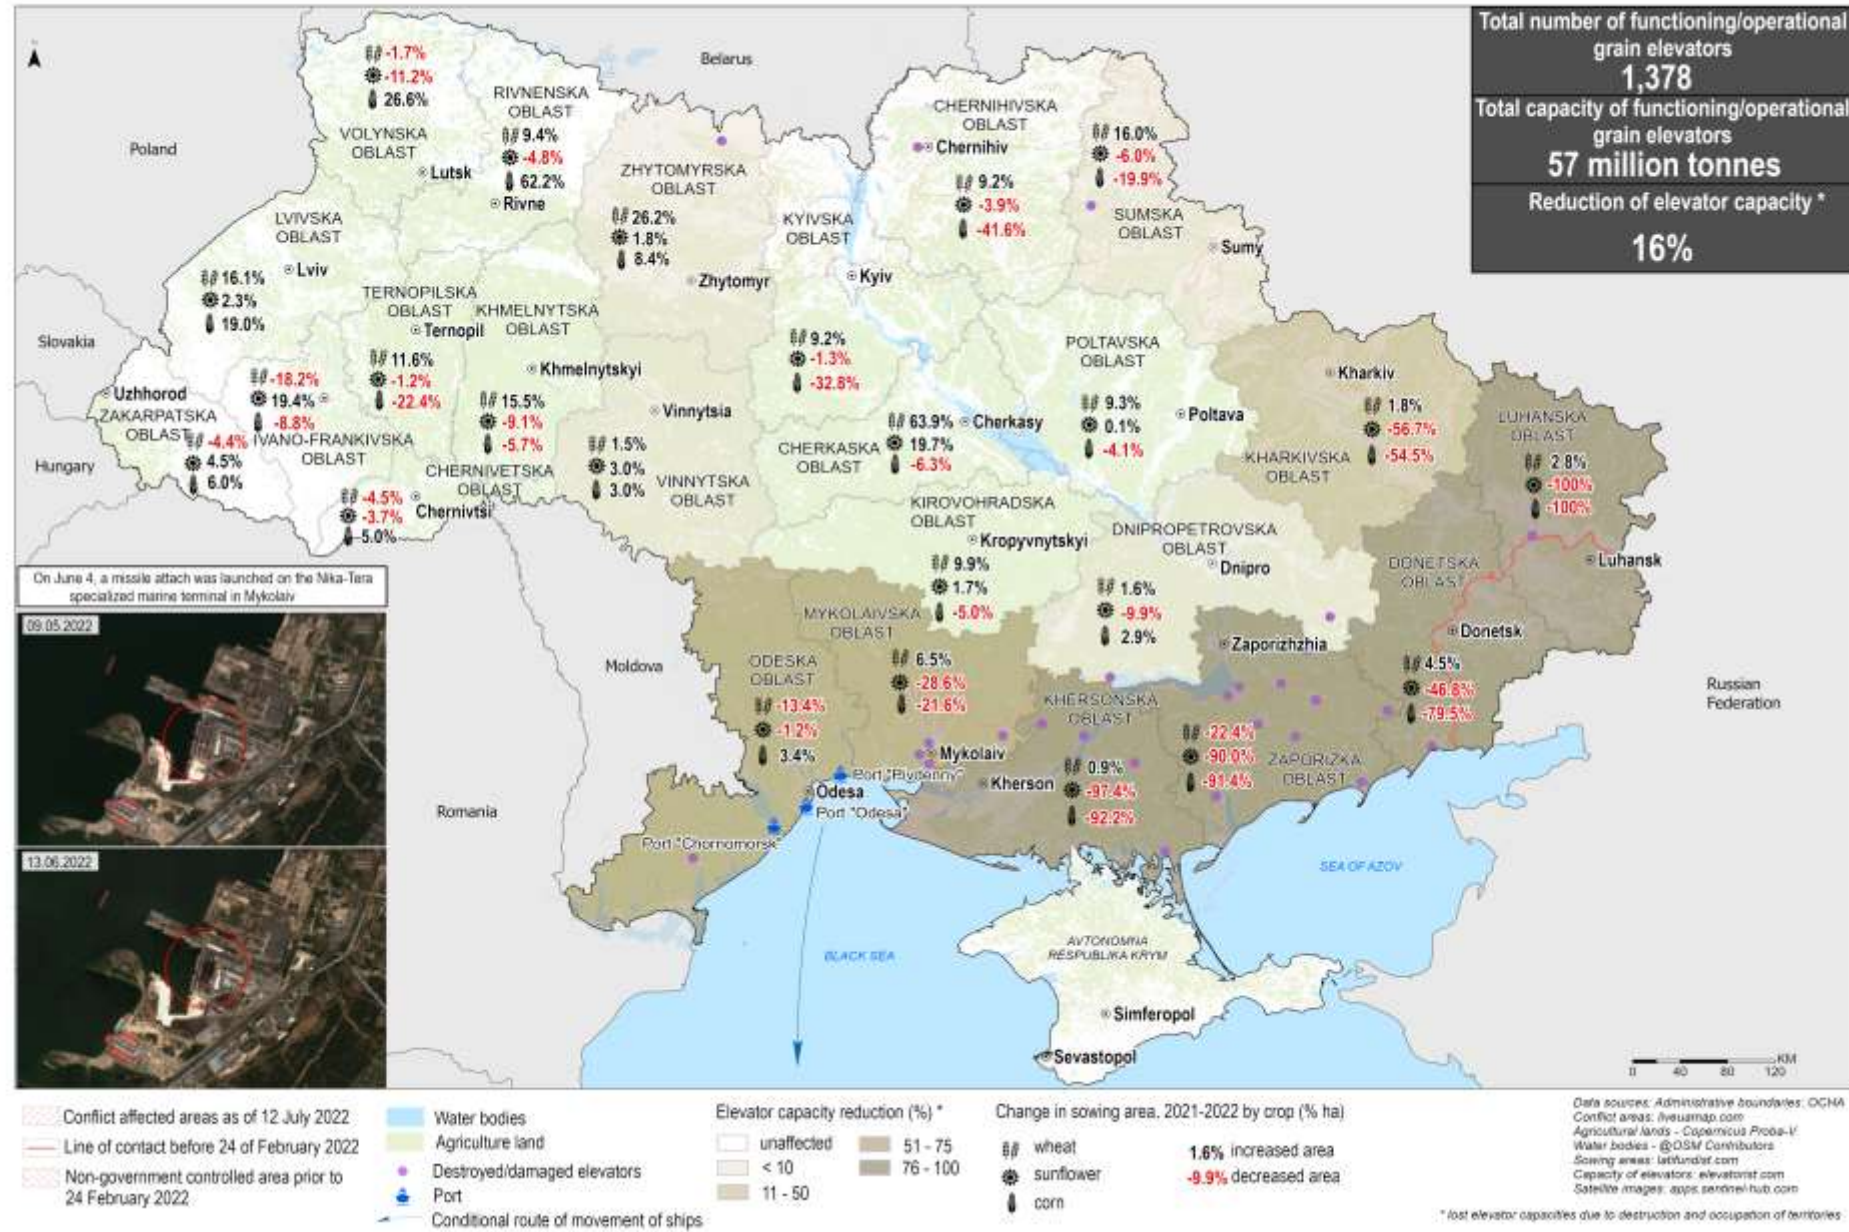 Total number of functioning/operational
grain elevators
1,378
Total capacity of functioning/operational
grain elevators
57 million tonnes
Reduction of elevator capacity *
16%
Belarus
Poland
Slovakia
Hungary
Moldova
Romania
Russian
Federation
-1.7%
-11.2%
26.6%
VOLYNSKA
OBLAST
Lutsk
RIVNENSKA
OBLAST
9.4%
-4.8%
62.2%
Rivne
ZHYTOMYRSKA
OBLAST
26.2%
1.8%
8.4%
Zhytomyr
KYIVSKA
OBLAST
Kyiv
9.2%
-1.3%
-32.8%
CHERNIHIVSKA
OBLAST
Chernihiv
9.2%
-3.9%
-41.6%
16.0%
-6.0%
-19.9%
SUMSKA
OBLAST
Sumy
LVIVSKA
OBLAST
Lviv
16.1%
2.3%
19.0%
TERNOPILSKA
OBLAST
Ternopil
11.6%
-1.2%
-22.4%
KHMELNYTSKA
OBLAST
Khmelnytskyi
15.5%
-9.1%
-5.7%
Uzhhorod
ZAKARPATSKA
OBLAST
-4.4%
4.5%
6.0%
-18.2%
19.4%
-8.8%
IVANO-FRANKIVSKA
OBLAST
CHERNIVETSKA
OBLAST
Chernivtsi
-4.5%
-3.7%
5.0%
Vinnytsia
1.5%
3.0%
3.0%
VINNYTSKA
OBLAST
63.9%
19.7%
-6.3%
Cherkasy
CHERKASKA
OBLAST
POLTAVSKA
OBLAST
9.3%
0.1%
-4.1%
Poltava
Kharkiv
1.8%
-56.7%
-54.5%
KHARKIVSKA
OBLAST
LUHANSKA
OBLAST
2.8%
-100%
-100%
Luhansk
KIROVOHRADSKA
OBLAST
Kropyvnytskyi
9.9%
1.7%
-5.0%
DNIPROPETROVSKA
OBLAST
Dnipro
1.6%
-9.9%
2.9%
DONETSKA
OBLAST
Donetsk
4.5%
-46.8%
-79.5%
MYKOLAIVSKA
OBLAST
6.5%
-28.6%
-21.6%
Mykolaiv
ODESKA
OBLAST
-13.4%
-1.2%
3.4%
Odesa
Port "Pivdenny"
Port "Odesa"
Port "Chornomorsk"
KHERSONSKA
OBLAST
Kherson
0.9%
-97.4%
-92.2%
Zaporizhzhia
-22.4%
-90.0%
-91.4%
ZAPORIZKA
OBLAST
SEA OF AZOV
BLACK SEA
AVTONOMNA
RESPUBLIKA KRYM
Simferopol
Sevastopol
On June 4, a missile attach was launched on the Nika-Tera
specialized marine terminal in Mykolaiv
09.05.2022
13.06.2022
KM
0 40 80 120
Conflict affected areas as of 12 July 2022
Line of contact before 24 of February 2022
Non-government controlled area prior to
24 February 2022
Water bodies
Agriculture land
Destroyed/damaged elevators
Port
Conditional route of movement of ships
Elevator capacity reduction (%) *
unaffected
< 10
11 - 50
51 - 75
76 - 100
Change in sowing area, 2021-2022 by crop (% ha)
wheat
sunflower
corn
1.6% increased area
-9.9% decreased area
Data sources: Administrative boundaries: OCHA
Conflict areas: liveuamap.com
Agricultural lands - Copernicus Proba-V
Water bodies - @OSM Contributors
Sowing areas: latifundist.com
Capacity of elevators: elevatorist.com
Satellite images: apps.sentinel-hub.com
* lost elevator capacities due to destruction and occupation of territories